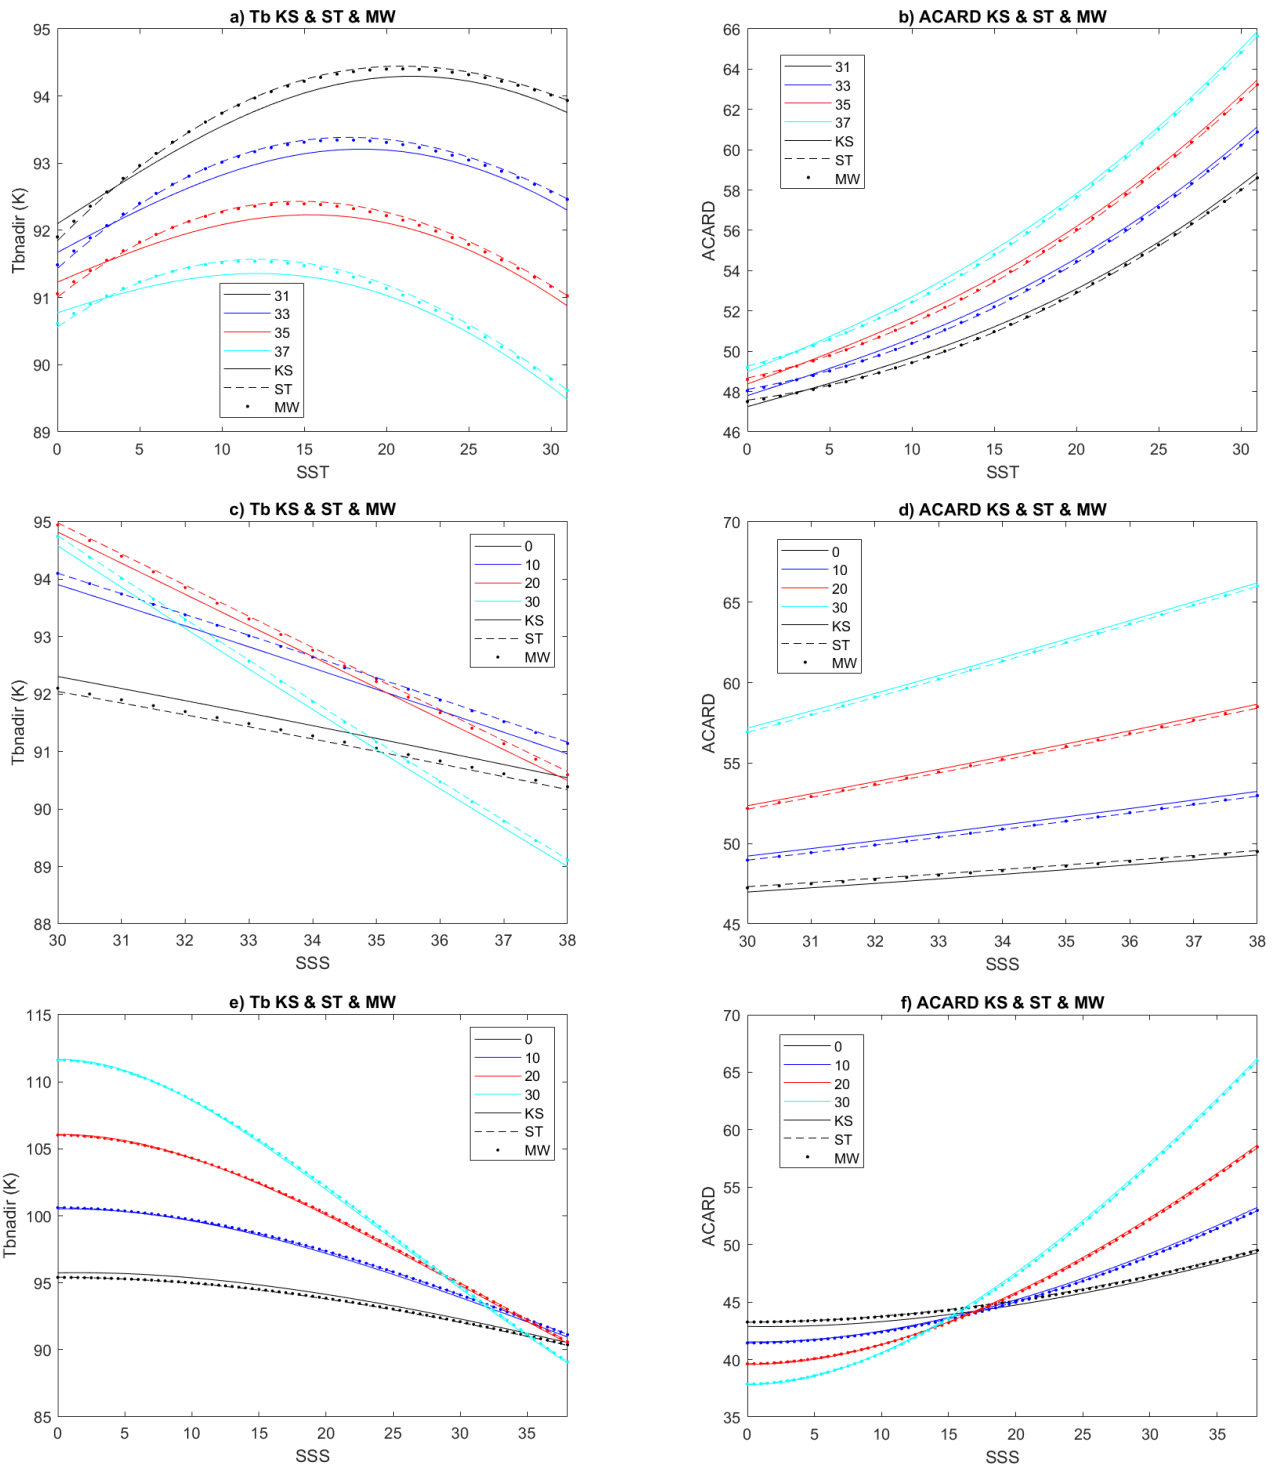 a) Tb KS & ST & MW
95
94
93
92
91
90
89
Tbnadir (K)
31
33
35
37
KS
ST
MW
0 5 10 15 20 25 30
SST
b) ACARD KS & ST & MW
66
64
62
60
58
56
54
52
50
48
46
ACARD
31
33
35
37
KS
ST
MW
0 5 10 15 20 25 30
SST
c) Tb KS & ST & MW
95
94
93
92
91
90
89
88
Tbnadir (K)
0
10
20
30
KS
ST
MW
30 31 32 33 34 35 36 37 38
SSS
d) ACARD KS & ST & MW
70
65
60
55
50
45
ACARD
0
10
20
30
KS
ST
MW
30 31 32 33 34 35 36 37 38
SSS
e) Tb KS & ST & MW
115
110
105
100
95
90
85
Tbnadir (K)
0
10
20
30
KS
ST
MW
0 5 10 15 20 25 30 35
SSS
f) ACARD KS & ST & MW
70
65
60
55
50
45
40
35
ACARD
0
10
20
30
KS
ST
MW
0 5 10 15 20 25 30 35
SSS